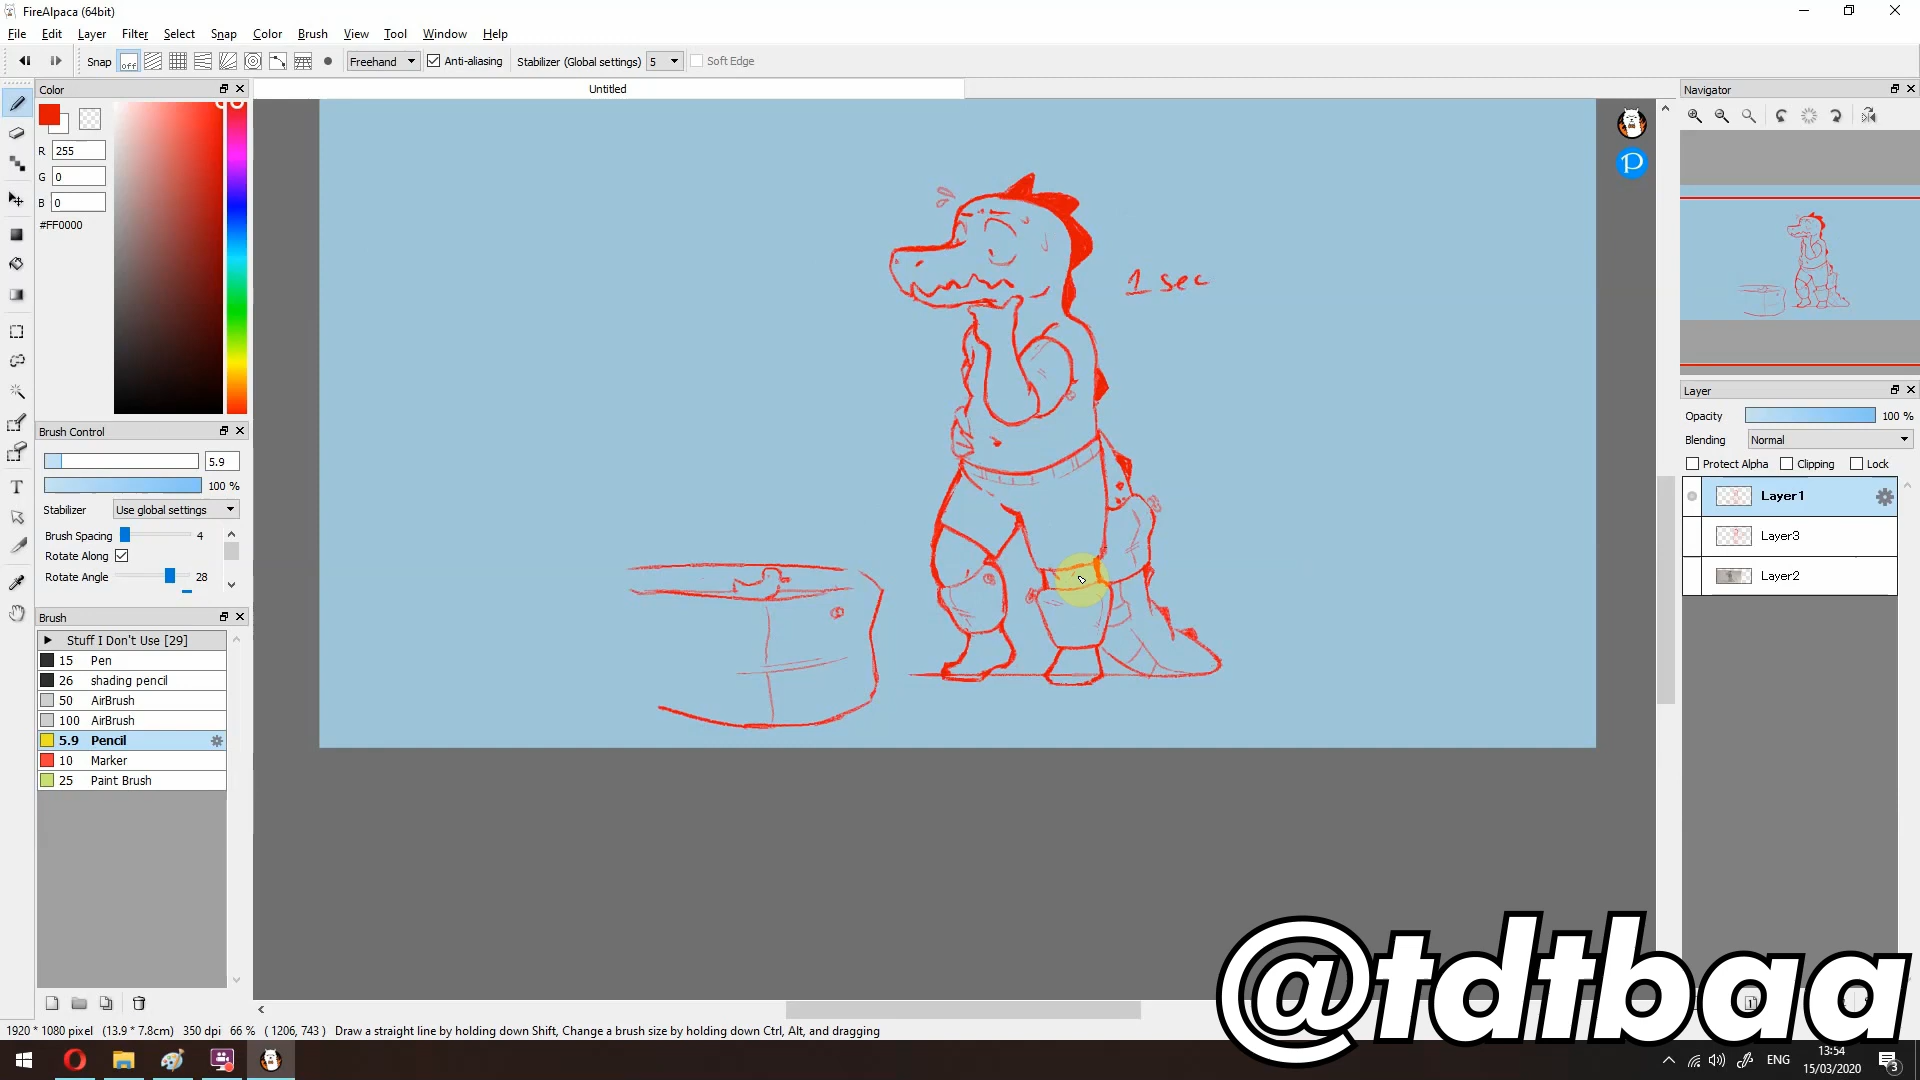 FireAlpaca (64bit)
File Edit Layer Filter Select Snap Color Brush View Tool Window Help
Snap off Freehand Anti-aliasing Stabilizer (Global settings) 5 Soft Edge
Color
Untitled
Navigator
R 255
G 0
B 0
#FF0000
P
1 sec
Layer
Opacity 100 %
Blending Normal
Protect Alpha Clipping Lock
Layer1
Layer3
Layer2
Brush Control
5.9
100 %
Stabilizer Use global settings
Brush Spacing 4
Rotate Along
Rotate Angle 28
Brush
Stuff I Don't Use [29]
15 Pen
26 shading pencil
50 AirBrush
100 AirBrush
5.9 Pencil
10 Marker
25 Paint Brush
@tdtbaa
1920 * 1080 pixel (13.9 * 7.8cm) 350 dpi 66 % ( 1206, 743 ) Draw a straight line by holding down Shift, Change a brush size by holding down Ctrl, Alt, and dragging
ENG
13:54
15/03/2020
3